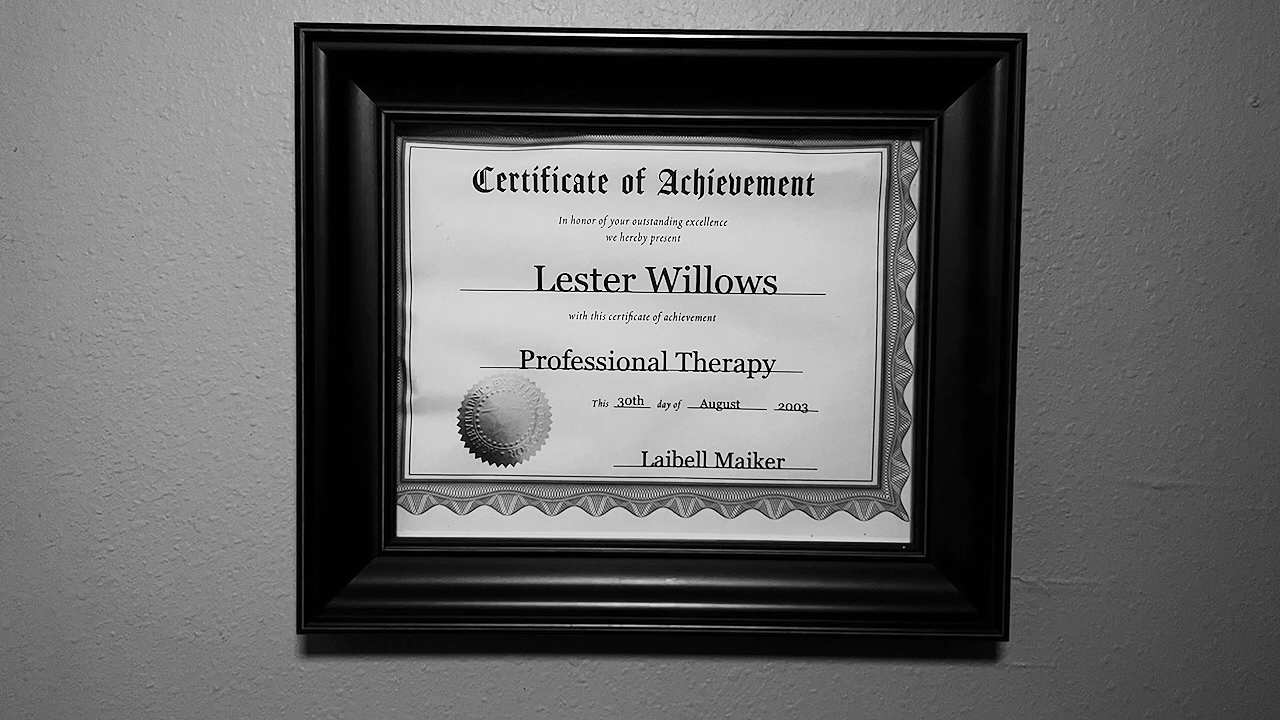 Certificate of Achievement
In honor of your outstanding excellence
we hereby present
Lester Willows
with this certificate of achievement
Professional Therapy
This 30th day of August 2003
Laibell Maiker